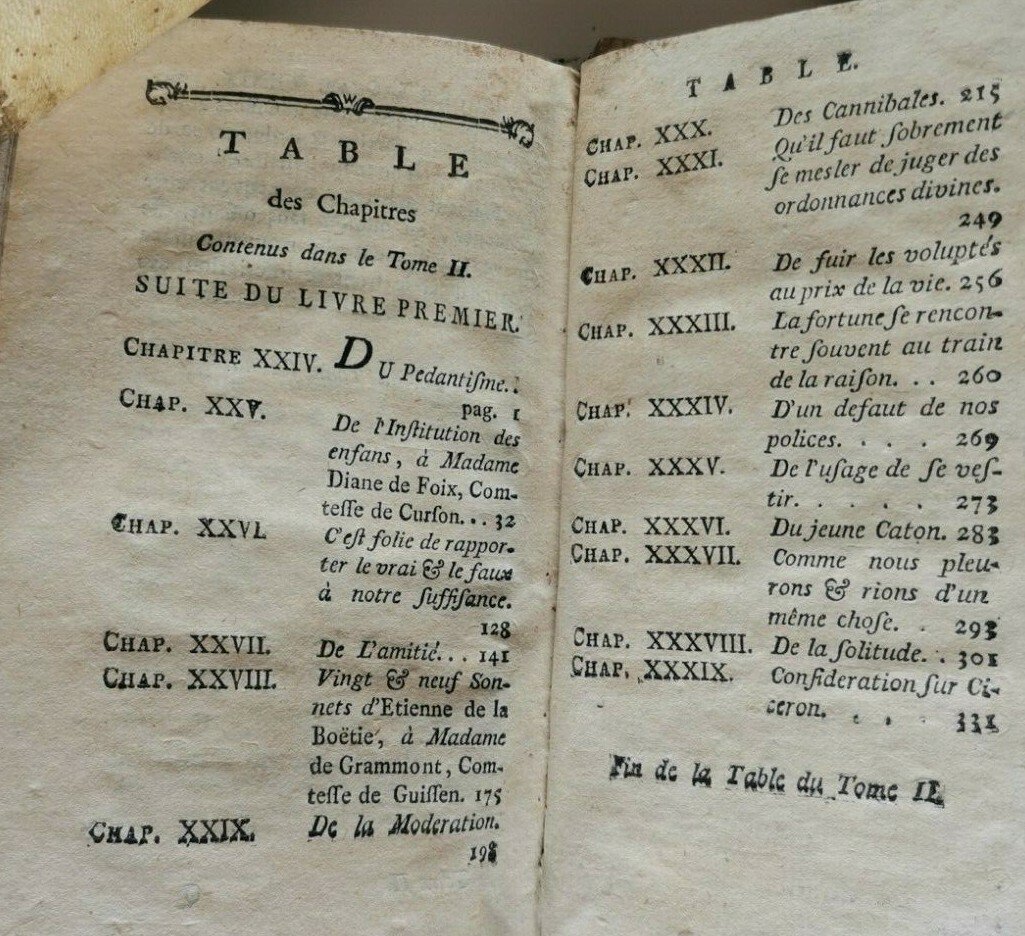 TABLE
des Chapitres
Contenus dans le Tome II.
SUITE DU LIVRE PREMIER.
CHAPITRE XXIV. DU Pedantiſme. .
pag. 1
CHAP. XXV. De l'Inſtitution des
enfans, à Madame
Diane de Foix, Com-
teſſe de Curſon. . . 32
CHAP. XXVI. C'eſt folie de rappor-
ter le vrai & le faux
à notre ſuffiſance.
128
CHAP. XXVII. De L'amitié. . . 141
CHAP. XXVIII. Vingt & neuf Son-
nets d'Etienne de la
Boëtie, à Madame
de Grammont, Com-
teſſe de Guiſſen. 175
CHAP. XXIX. De la Moderation.
198
TABLE.
CHAP. XXX. Des Cannibales. 215
CHAP. XXXI. Qu'il faut ſobrement
ſe mesler de juger des
ordonnances divines.
249
CHAP. XXXII. De fuir les voluptés
au prix de la vie. 256
CHAP. XXXIII. La fortune ſe rencon-
tre ſouvent au train
de la raiſon. . . 260
CHAP. XXXIV. D'un defaut de nos
polices. . . . 269
CHAP. XXXV. De l'uſage de ſe veſ-
tir. . . . . . 273
CHAP. XXXVI. Du jeune Caton. 283
CHAP. XXXVII. Comme nous pleu-
rons & rions d'un
même choſe. . 293
CHAP. XXXVIII. De la ſolitude. . 301
CHAP. XXXIX. Conſideration ſur Ci-
ceron. . . . 331
Fin de la Table du Tome II.